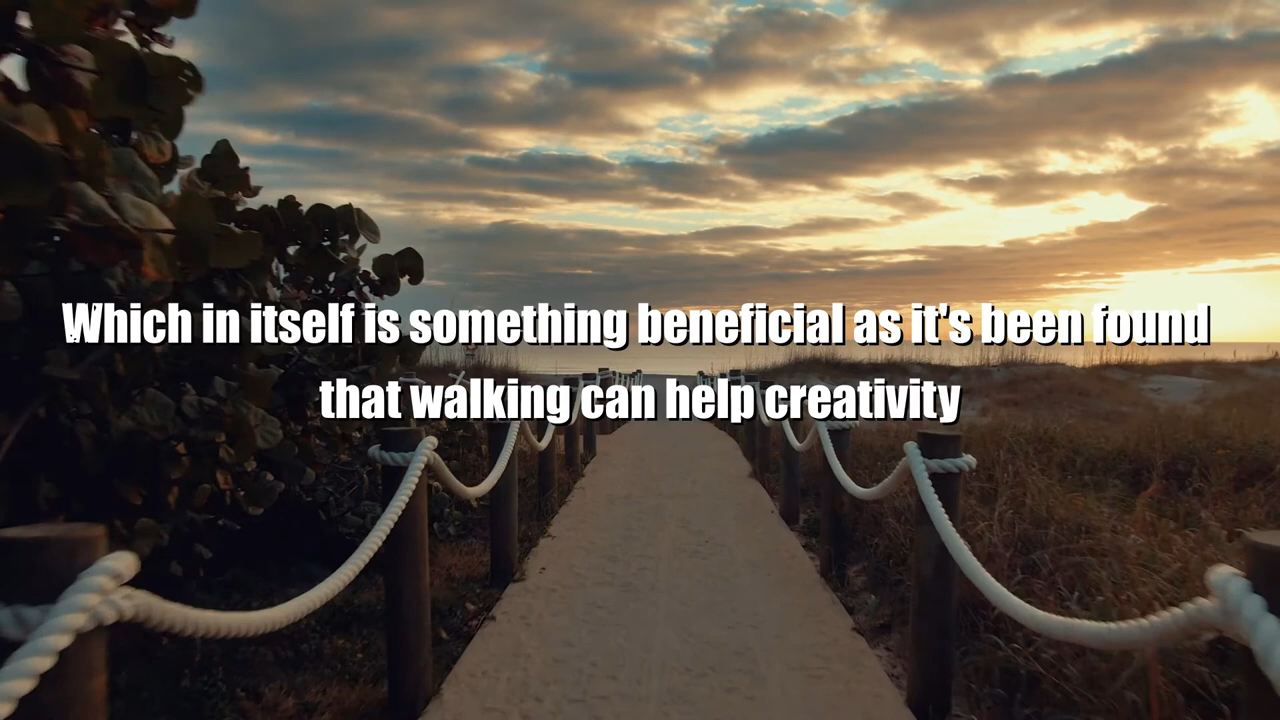 Which in itself is something beneficial as it's been found
that walking can help creativity